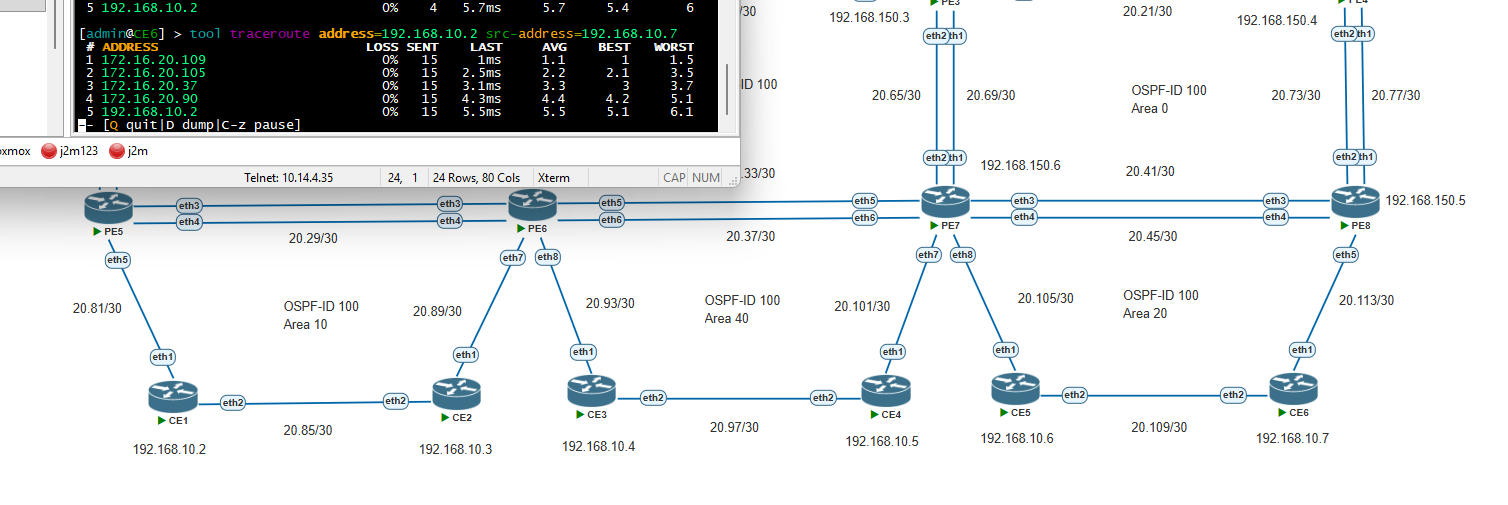 5 192.168.10.2 0% 4 5.7ms 5.7 5.4 6
[admin@CE6] > tool traceroute address=192.168.10.2 src-address=192.168.10.7
# ADDRESS LOSS SENT LAST AVG BEST WORST
1 172.16.20.109 0% 15 1ms 1.1 1 1.5
2 172.16.20.105 0% 15 2.5ms 2.2 2.1 3.5
3 172.16.20.37 0% 15 3.1ms 3.3 3 3.7
4 172.16.20.90 0% 15 4.3ms 4.4 4.2 5.1
5 192.168.10.2 0% 15 5.5ms 5.5 5.1 6.1
-- [Q quit|D dump|C-z pause]
oxmox j2m123 j2m
Telnet: 10.14.4.35 24, 1 24 Rows, 80 Cols Xterm CAP NUM
/30
192.168.150.3
PE3
20.21/30
192.168.150.4
PE4
eth2 th1
eth2 th1
ID 100
20.65/30
20.69/30
OSPF-ID 100
Area 0
20.73/30
20.77/30
eth2 th1
192.168.150.6
eth2 th1
.33/30
20.41/30
eth3
eth3
eth5
eth5
eth3
eth3
192.168.150.5
eth4
eth4
eth6
eth6
eth4
eth4
PE5
PE6
PE7
PE8
20.29/30
20.37/30
20.45/30
eth5
eth7
eth8
eth7
eth8
eth5
20.81/30
OSPF-ID 100
Area 10
20.89/30
20.93/30
OSPF-ID 100
Area 40
20.101/30
20.105/30
OSPF-ID 100
Area 20
20.113/30
eth1
eth1
eth1
eth1
eth1
eth1
eth2
eth2
eth2
eth2
eth2
eth2
CE1
CE2
CE3
CE4
CE5
CE6
20.85/30
20.97/30
20.109/30
192.168.10.2
192.168.10.3
192.168.10.4
192.168.10.5
192.168.10.6
192.168.10.7